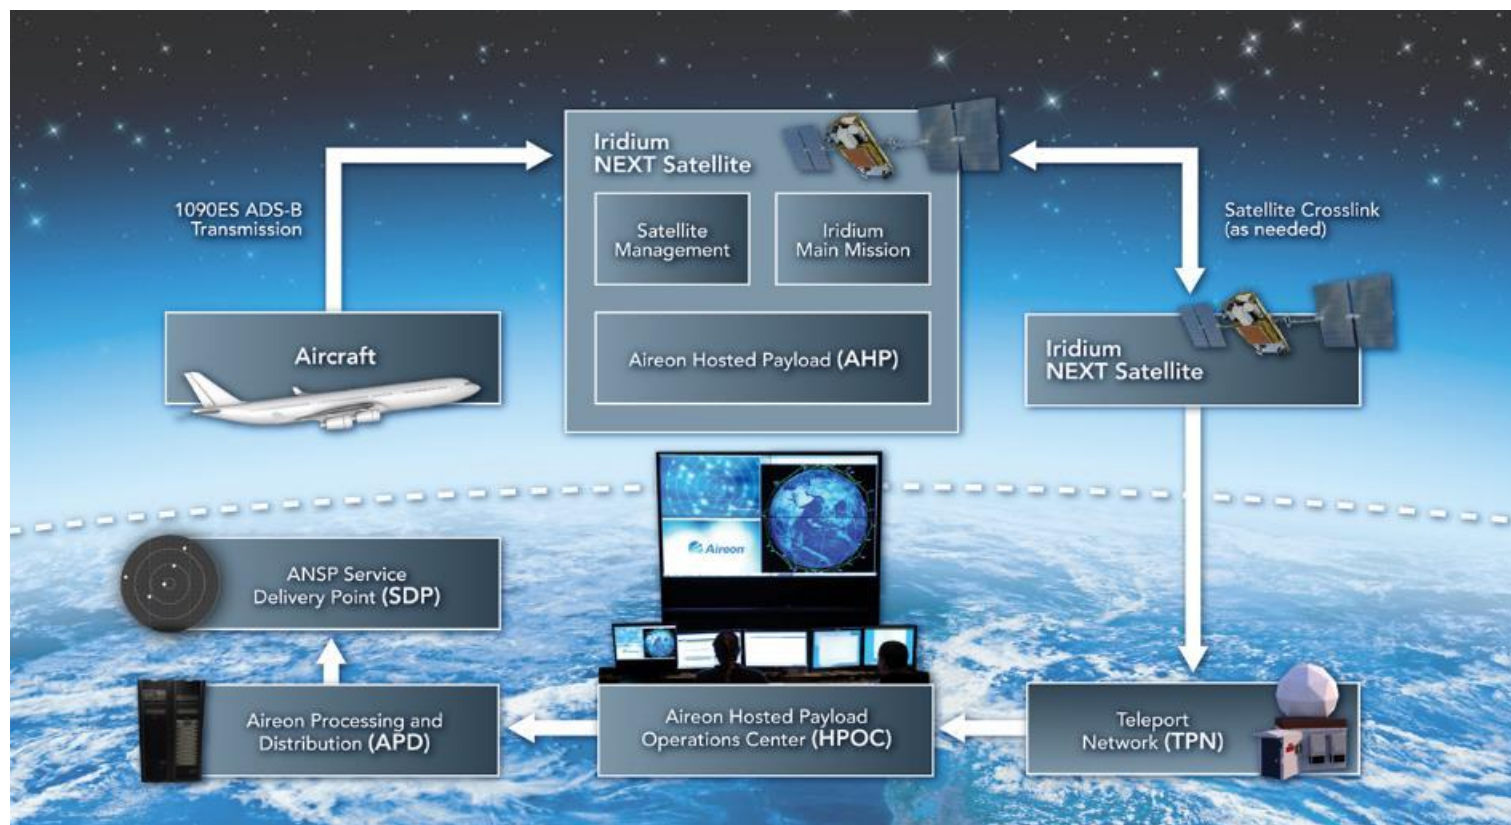 Iridium
NEXT Satellite
Satellite
Management
Iridium
Main Mission
Aireon Hosted Payload (AHP)
1090ES ADS-B
Transmission
Aircraft
Satellite Crosslink
(as needed)
Iridium
NEXT Satellite
Aireon
ANSP Service
Delivery Point (SDP)
Aireon Processing and
Distribution (APD)
Aireon Hosted Payload
Operations Center (HPOC)
Teleport
Network (TPN)